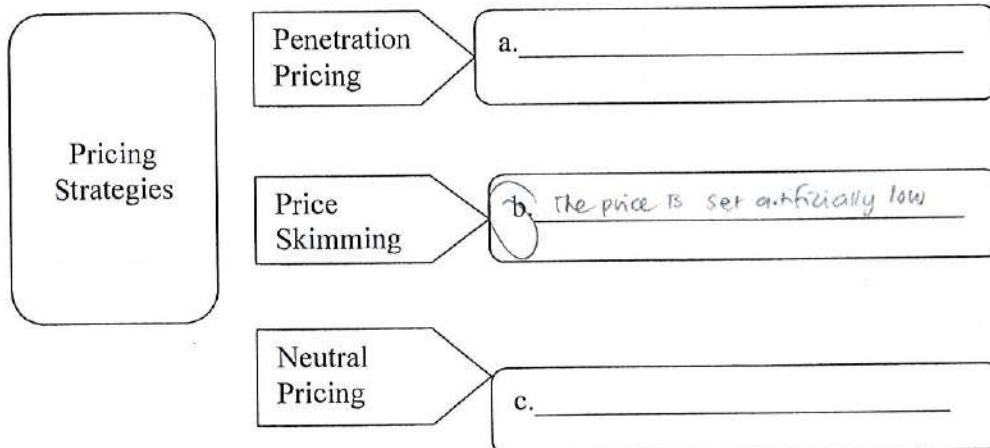 Pricing
Strategies
Penetration
Pricing
a.
Price
Skimming
b. The price is set artificially low
Neutral
Pricing
c.